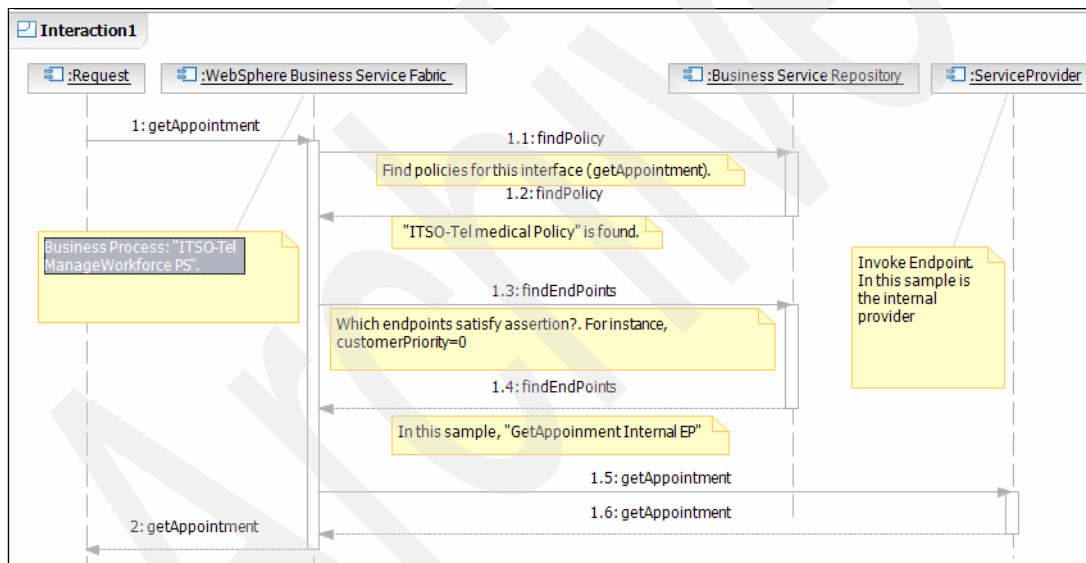 Interaction1
:Request
:WebSphere Business Service Fabric
:Business Service Repository
:ServiceProvider
1: getAppointment
1.1: findPolicy
Find policies for this interface (getAppointment).
1.2: findPolicy
"ITSO-Tel medical Policy" is found.
Business Process: "ITSO-Tel
ManageWorkforce PS".
Invoke Endpoint.
In this sample is
the internal
provider
1.3: findEndPoints
Which endpoints satisfy assertion?. For instance,
customerPriority=0
1.4: findEndPoints
In this sample, "GetAppoinment Internal EP"
1.5: getAppointment
1.6: getAppointment
2: getAppointment
Archive